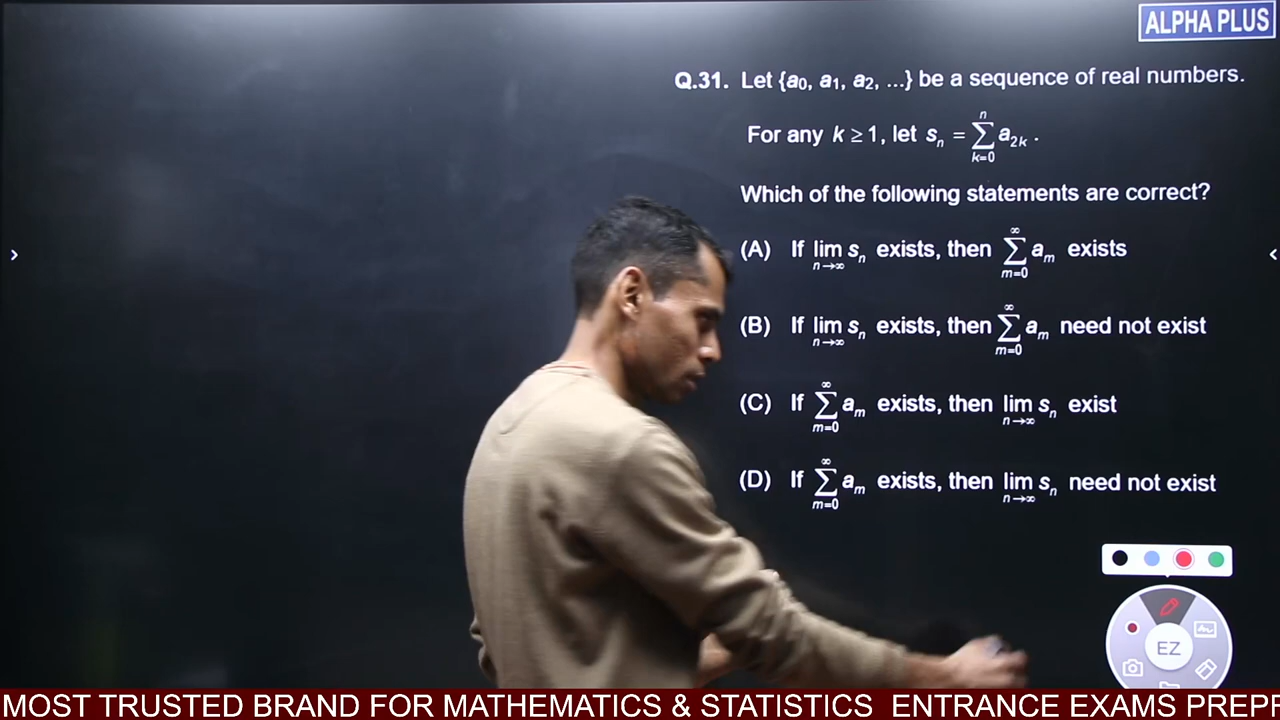 ALPHA PLUS
Q.31. Let {a₀, a₁, a₂, ...} be a sequence of real numbers.
For any k ≥ 1, let sₙ = ∑_{k=0}^{n} a_{2k} .
Which of the following statements are correct?
(A) If lim_{n→∞} sₙ exists, then ∑_{m=0}^{∞} aₘ exists
(B) If lim_{n→∞} sₙ exists, then ∑_{m=0}^{∞} aₘ need not exist
(C) If ∑_{m=0}^{∞} aₘ exists, then lim_{n→∞} sₙ exist
(D) If ∑_{m=0}^{∞} aₘ exists, then lim_{n→∞} sₙ need not exist
EZ
MOST TRUSTED BRAND FOR MATHEMATICS & STATISTICS ENTRANCE EXAMS PREPF